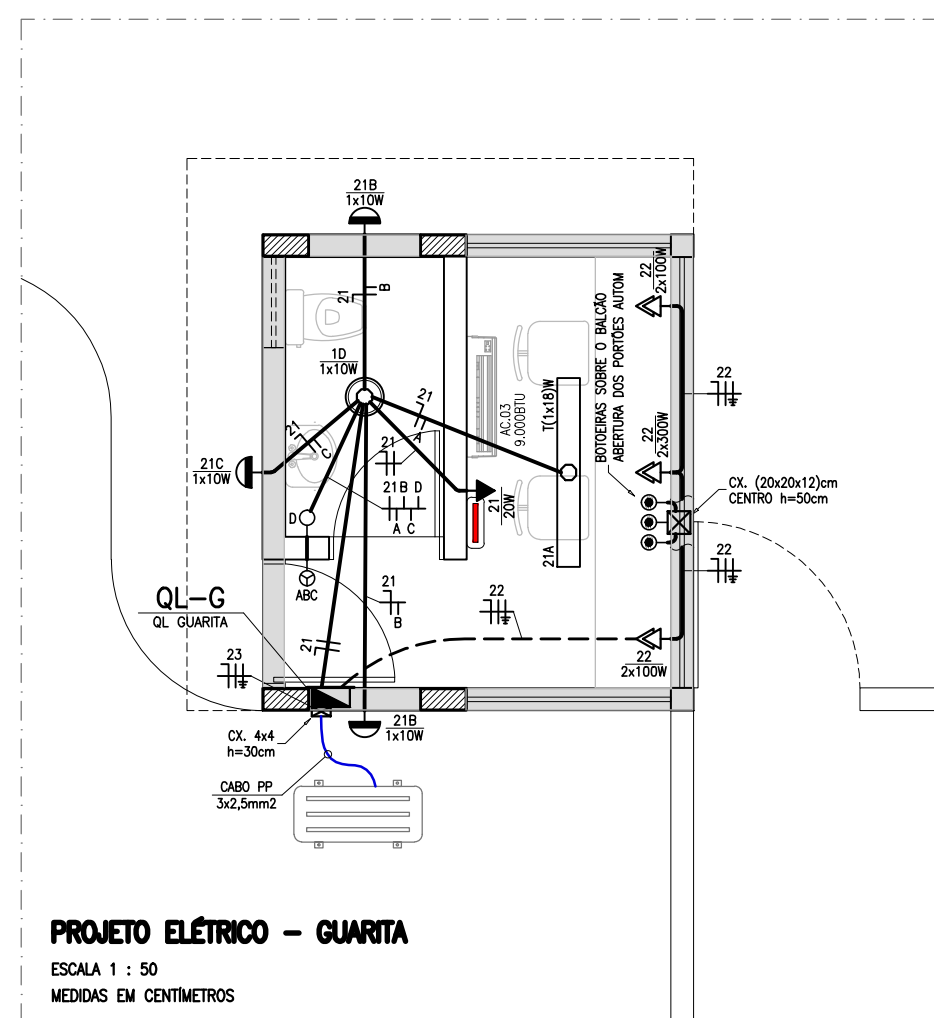 21B
1x10W
21
B
22
2x100W
BOTOEIRAS SOBRE O BALCÃO
ABERTURA DOS PORTÕES AUTOM
1D
1x10W
AC.03
9.000BTU
T(1x18)W
22
21
A
22
2x300W
21
C
21
21C
1x10W
21B D
A C
21
20W
CX. (20x20x12)cm
CENTRO h=50cm
D
21A
22
ABC
21
B
22
QL-G
QL GUARITA
21
23
22
2x100W
21B
1x10W
CX. 4x4
h=30cm
CABO PP
3x2,5mm2
PROJETO ELÉTRICO - GUARITA
ESCALA 1 : 50
MEDIDAS EM CENTÍMETROS